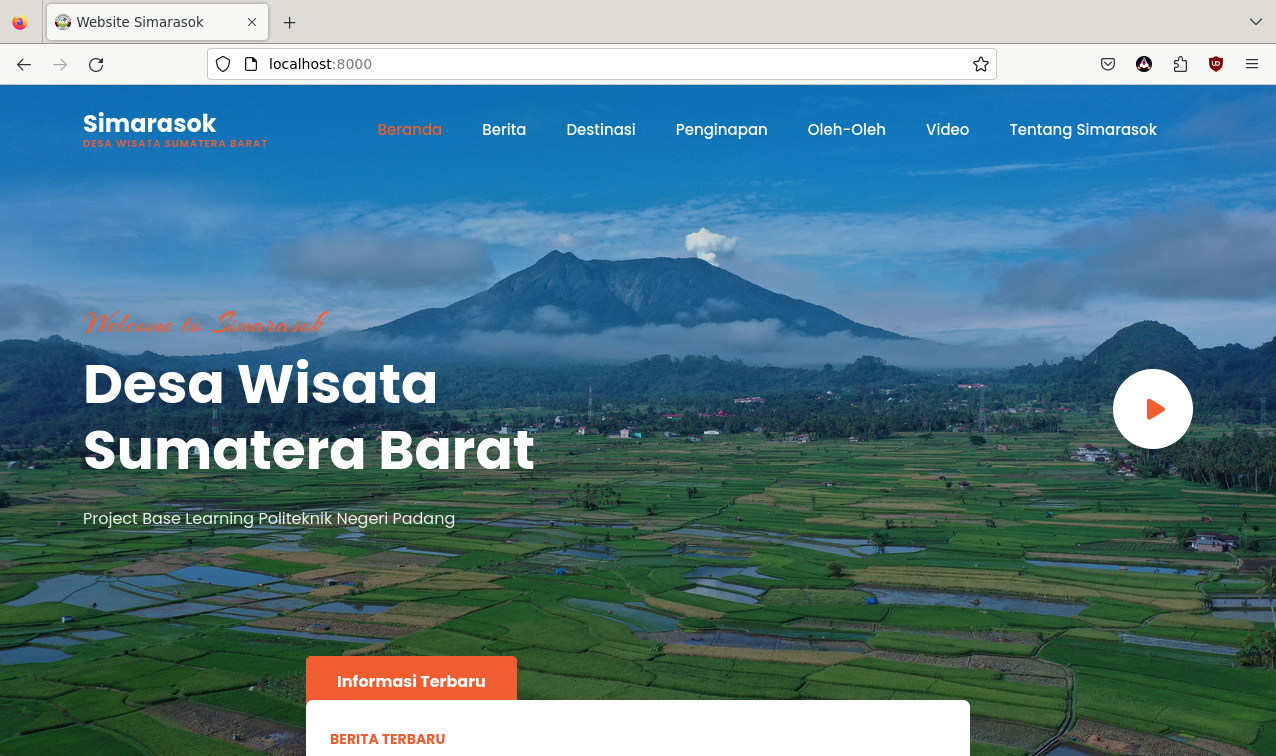 Website Simarasok
localhost:8000
Simarasok
DESA WISATA SUMATERA BARAT
Beranda Berita Destinasi Penginapan Oleh-Oleh Video Tentang Simarasok
Welcome to Simarasok
Desa Wisata
Sumatera Barat
Project Base Learning Politeknik Negeri Padang
Informasi Terbaru
BERITA TERBARU